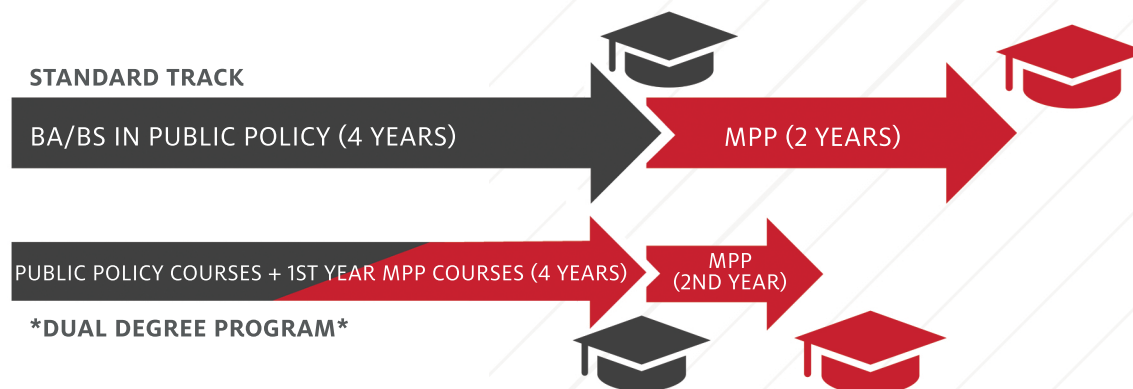 STANDARD TRACK
BA/BS IN PUBLIC POLICY (4 YEARS)
MPP (2 YEARS)
PUBLIC POLICY COURSES + 1ST YEAR MPP COURSES (4 YEARS)
MPP
(2ND YEAR)
*DUAL DEGREE PROGRAM*